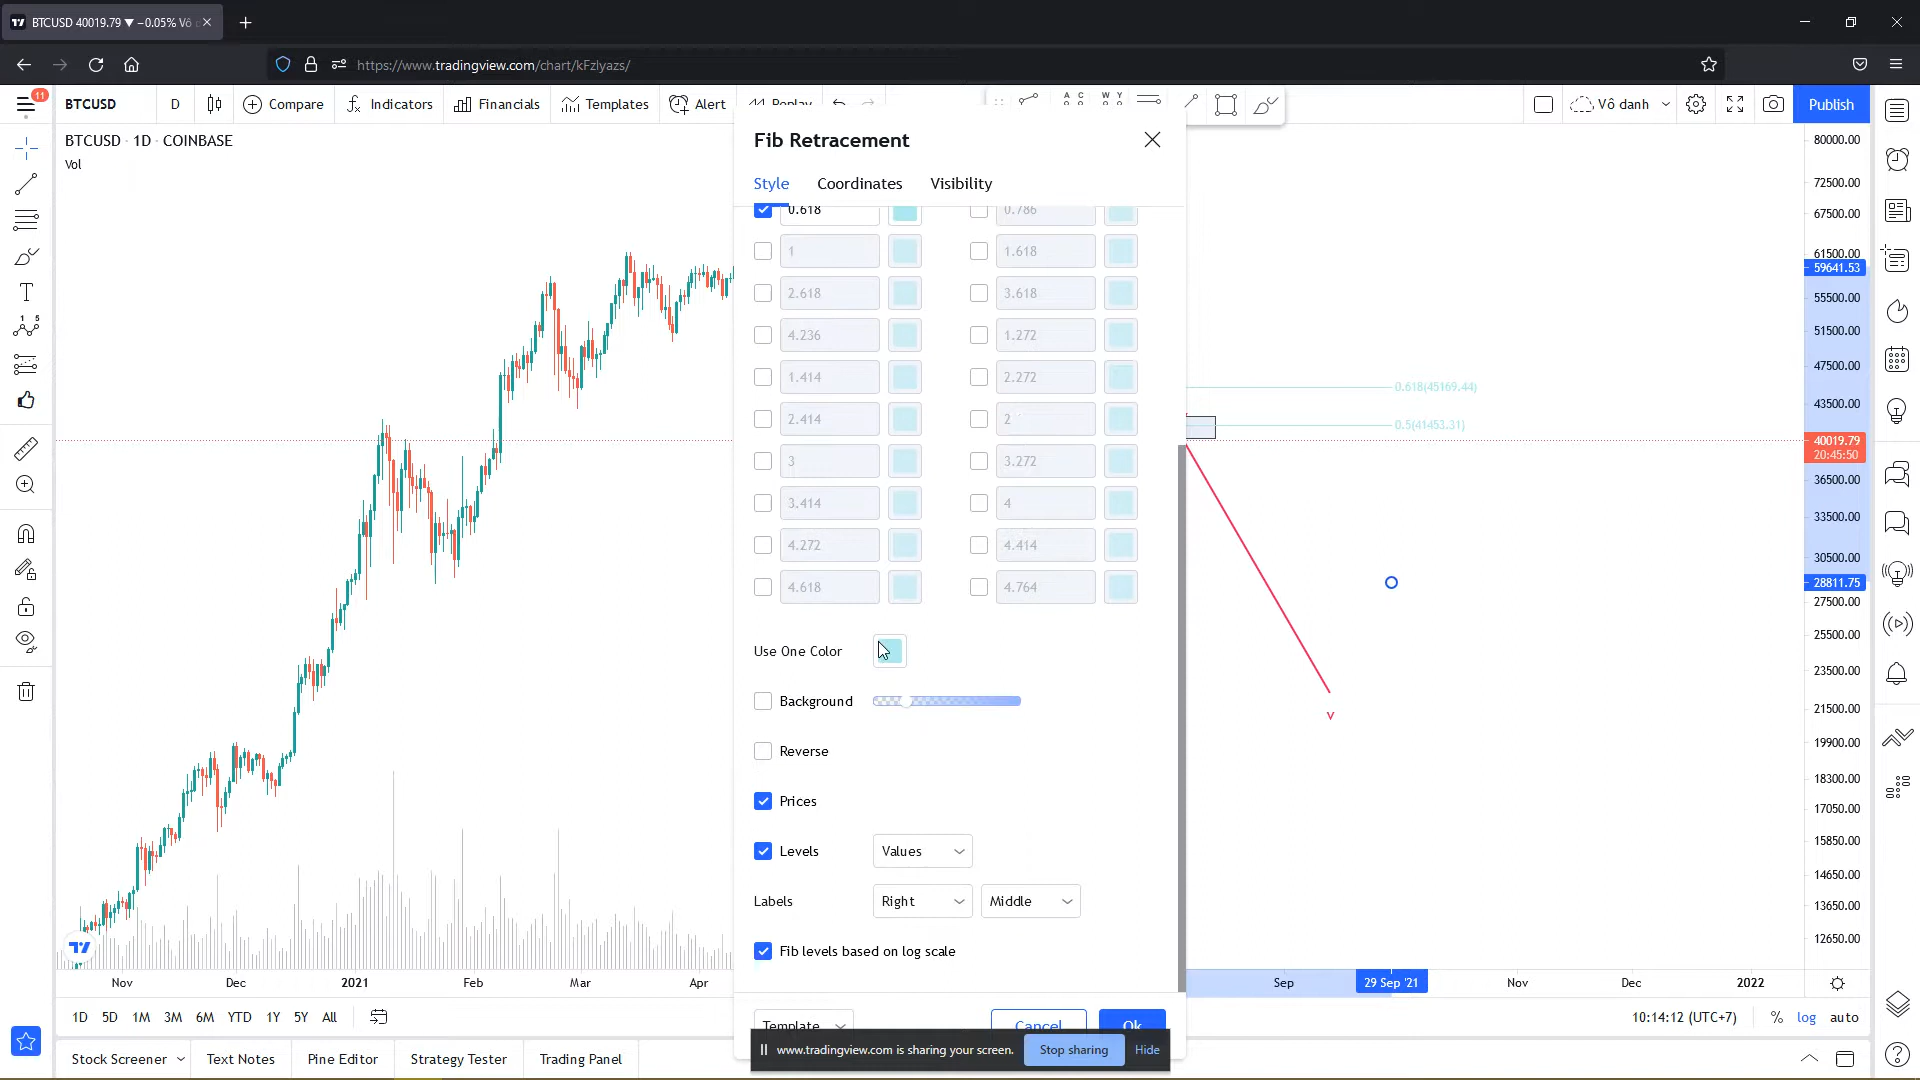 BTCUSD 40019.79 ▼ −0.05% Vô
https://www.tradingview.com/chart/kFzlyazs/
11
BTCUSD
D
Compare
Indicators
Financials
Templates
Alert
Replay
Vô danh
Publish
BTCUSD · 1D · COINBASE
Vol
Fib Retracement
Style
Coordinates
Visibility
0.618
0.786
1
1.618
2.618
3.618
4.236
1.272
1.414
2.272
2.414
2
3
3.272
3.414
4
4.272
4.414
4.618
4.764
Use One Color
Background
Reverse
Prices
Levels
Values
Labels
Right
Middle
Fib levels based on log scale
Template
Cancel
Ok
0.618(45169.44)
0.5(41453.31)
v
80000.00
72500.00
67500.00
61500.00
59641.53
55500.00
51500.00
47500.00
43500.00
40019.79
20:45:50
36500.00
33500.00
30500.00
28811.75
27500.00
25500.00
23500.00
21500.00
19900.00
18300.00
17050.00
15850.00
14650.00
13650.00
12650.00
Nov
Dec
2021
Feb
Mar
Apr
Sep
29 Sep '21
Nov
Dec
2022
1D
5D
1M
3M
6M
YTD
1Y
5Y
All
10:14:12 (UTC+7)
%
log
auto
Stock Screener
Text Notes
Pine Editor
Strategy Tester
Trading Panel
www.tradingview.com is sharing your screen.
Stop sharing
Hide